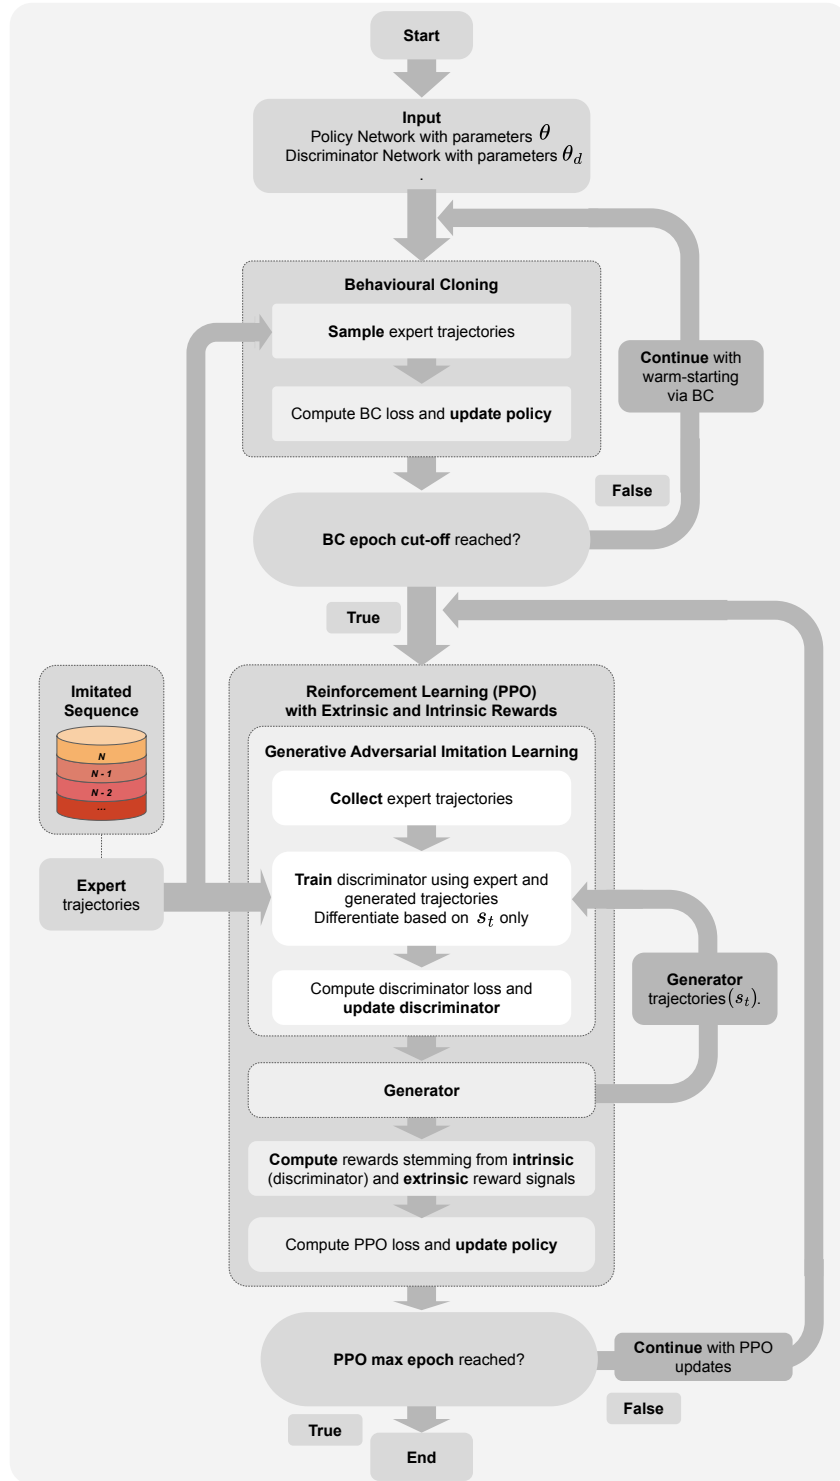 Start
Input
Policy Network with parameters θ
Discriminator Network with parameters θ_d
.
Behavioural Cloning
Sample expert trajectories
Compute BC loss and update policy
Continue with
warm-starting
via BC
False
BC epoch cut-off reached?
True
Imitated
Sequence
N
N - 1
N - 2
...
Expert
trajectories
Reinforcement Learning (PPO)
with Extrinsic and Intrinsic Rewards
Generative Adversarial Imitation Learning
Collect expert trajectories
Train discriminator using expert and
generated trajectories
Differentiate based on s_t only
Compute discriminator loss and
update discriminator
Generator
trajectories (s_t).
Generator
Compute rewards stemming from intrinsic
(discriminator) and extrinsic reward signals
Compute PPO loss and update policy
PPO max epoch reached?
Continue with PPO
updates
False
True
End